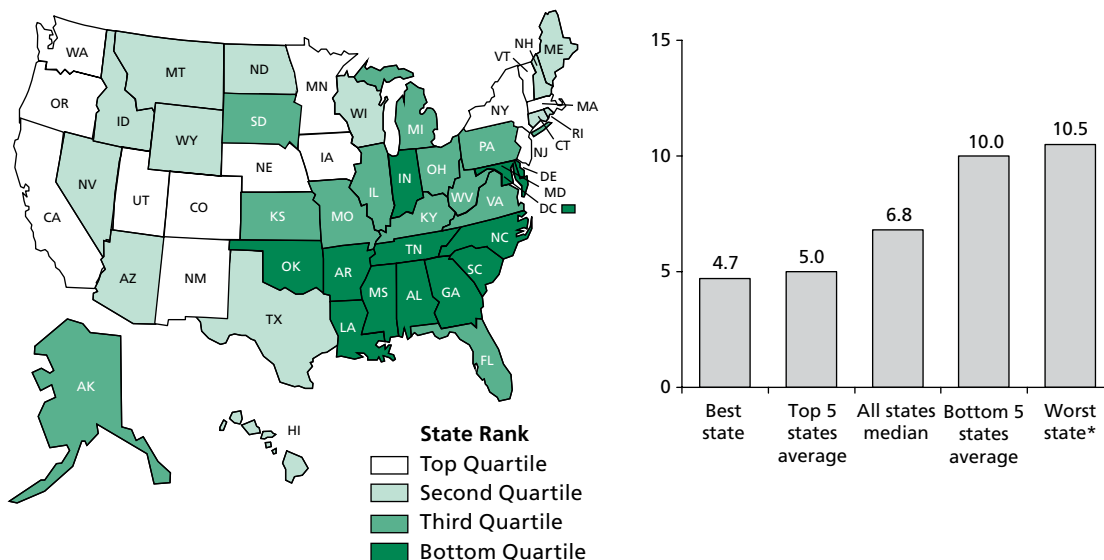 WA
OR
CA
NV
ID
MT
WY
UT
AZ
CO
NM
ND
SD
NE
KS
OK
TX
MN
IA
MO
AR
LA
WI
IL
MI
IN
OH
KY
TN
MS
AL
GA
FL
SC
NC
VA
WV
PA
NY
VT
NH
ME
MA
RI
CT
NJ
DE
MD
DC
AK
HI
State Rank
Top Quartile
Second Quartile
Third Quartile
Bottom Quartile
15
10
5
0
4.7
5.0
6.8
10.0
10.5
Best
state
Top 5
states
average
All states
median
Bottom 5
states
average
Worst
state*